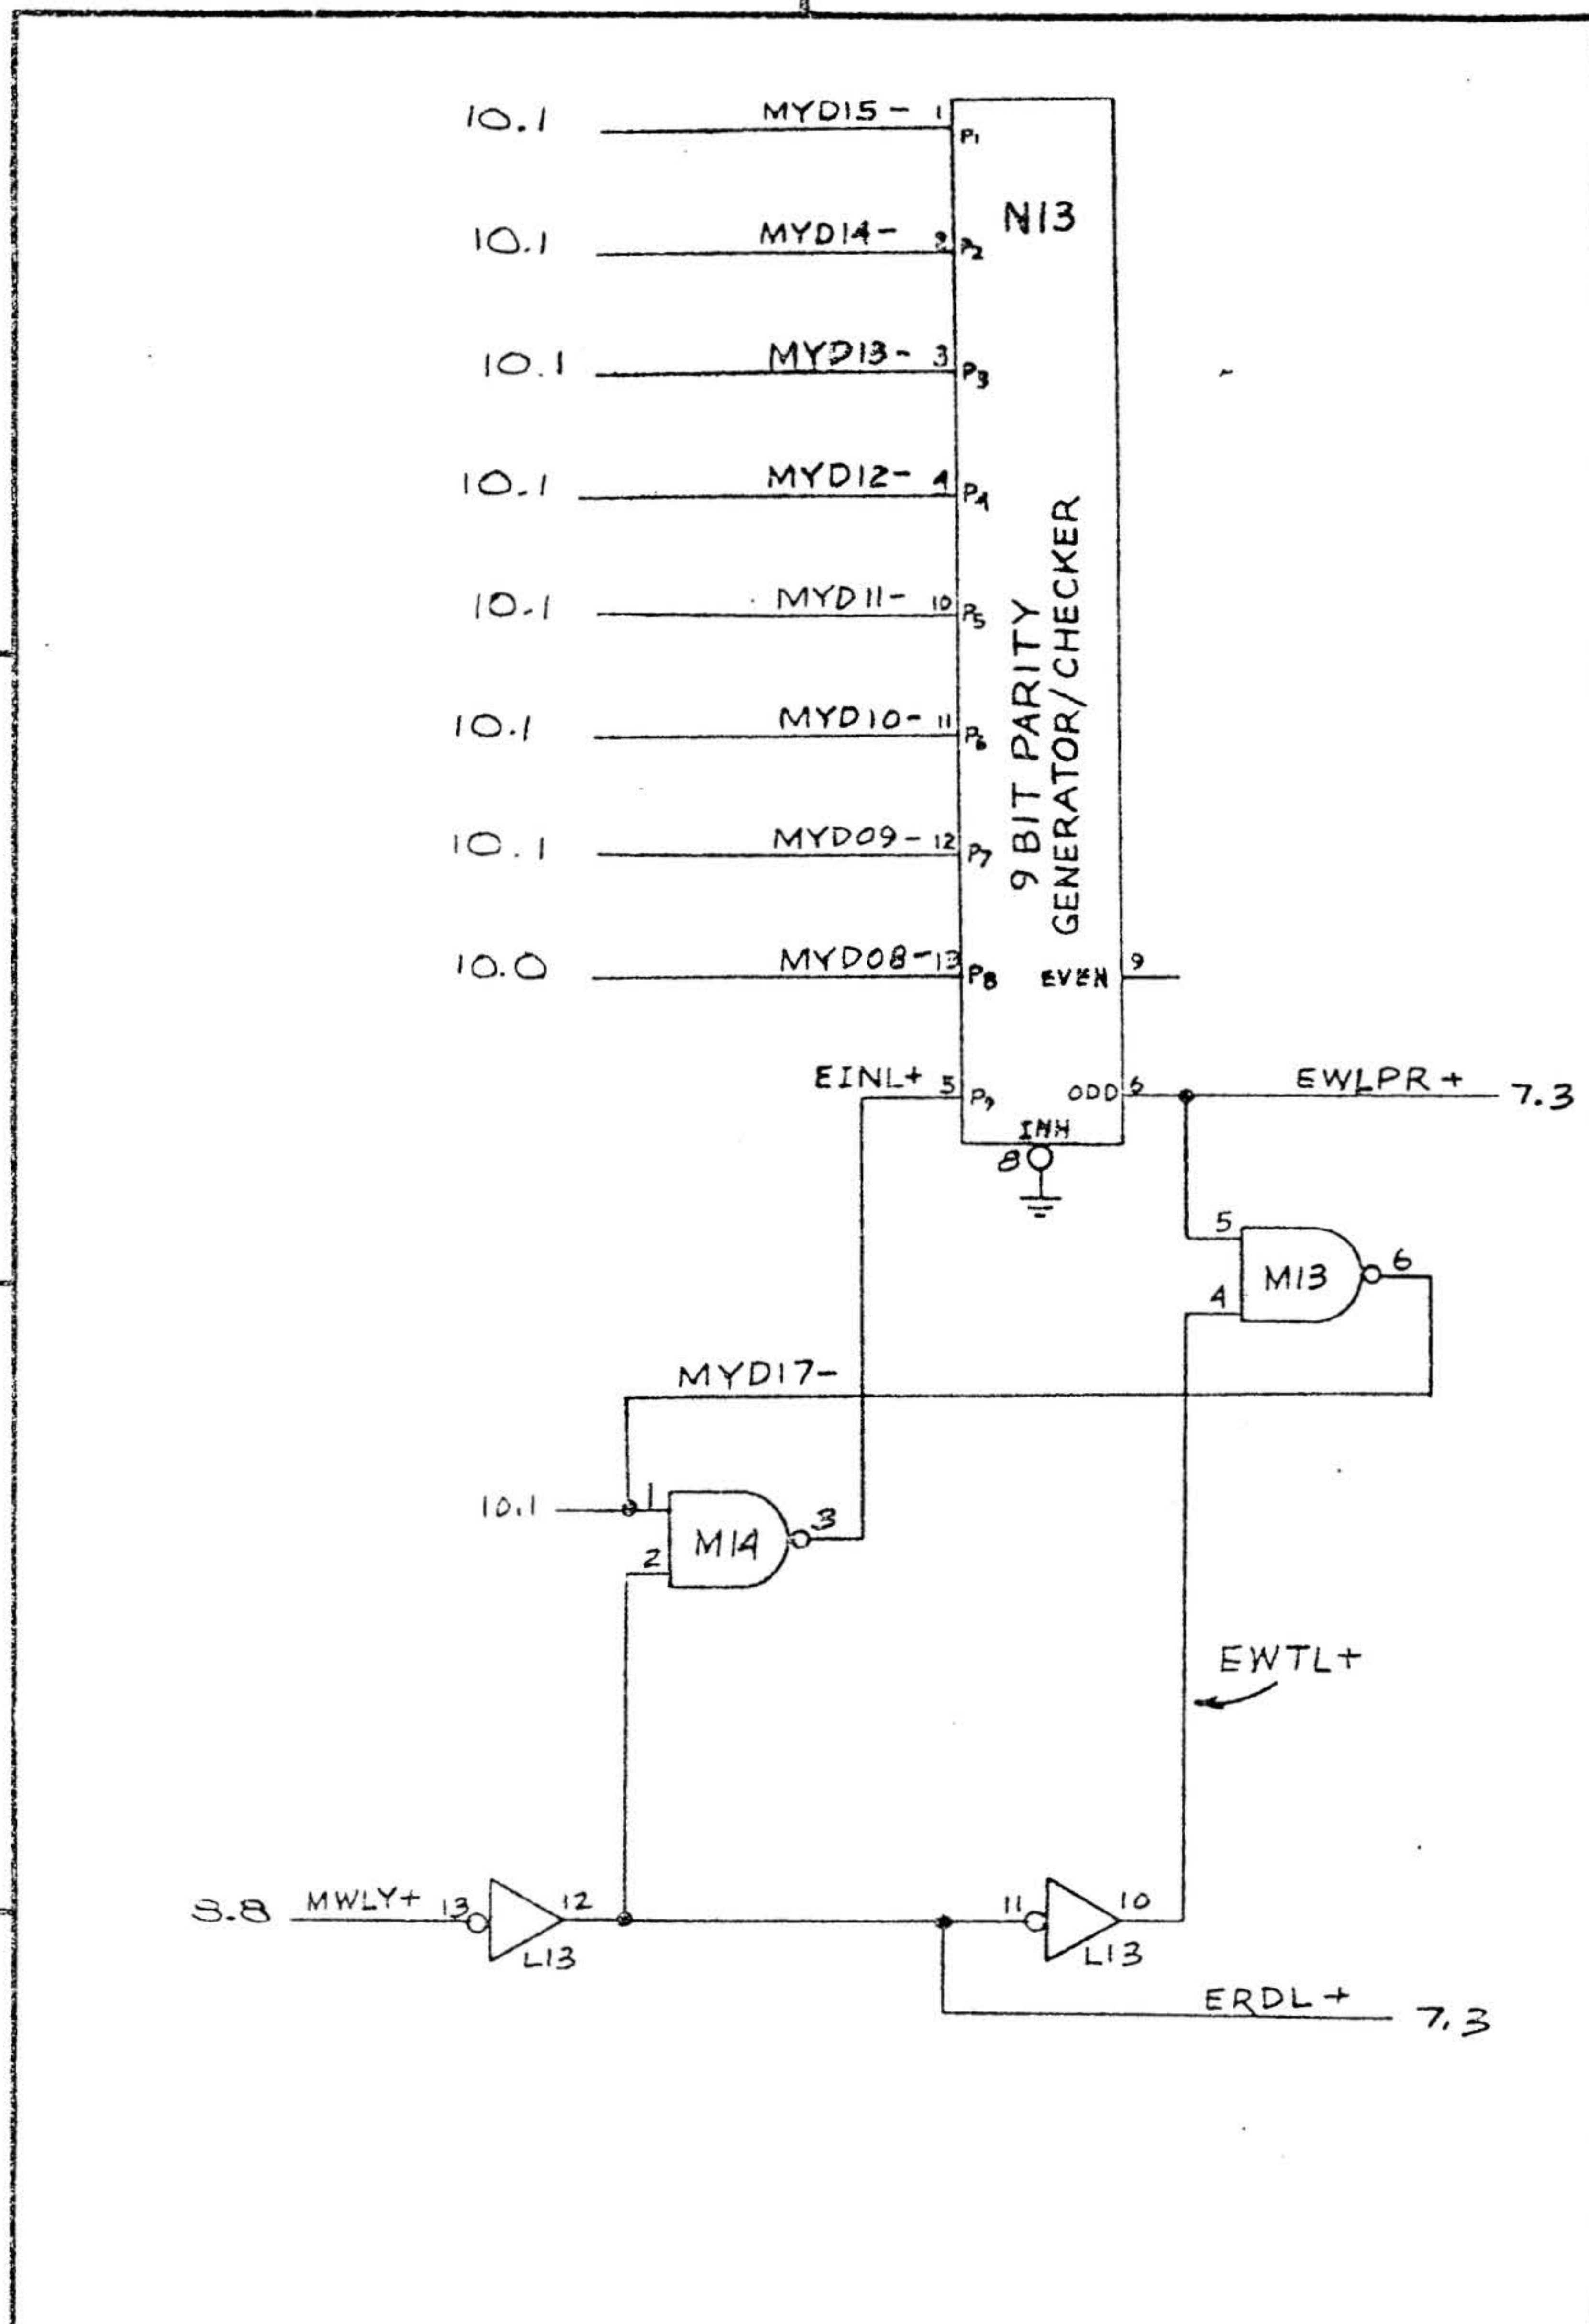 10.1 MYD15- 1 P1
N13
10.1 MYD14- 2 P2
10.1 MYD13- 3 P3
10.1 MYD12- 4 P4
10.1 MYD11- 10 P5
10.1 MYD10- 11 P6
10.1 MYD09- 12 P7
9 BIT PARITY
GENERATOR/CHECKER
10.0 MYD08- 13 P8 EVEN 9
EINL+ 5 P9 ODD 6 EWLPR+ 7.3
INH
8
5
M13 6
4
MYD17-
10.1 1
M14 3
2
EWTL+
MWLY+ 13 12 11 10
L13 L13
ERDL+ 7.3